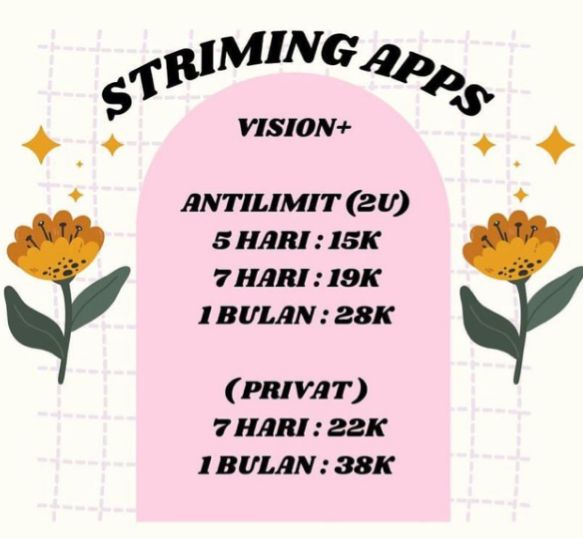 STRIMING APPS
VISION+
ANTILIMIT (2U)
5 HARI : 15K
7 HARI : 19K
1 BULAN : 28K
( PRIVAT )
7 HARI : 22K
1 BULAN : 38K